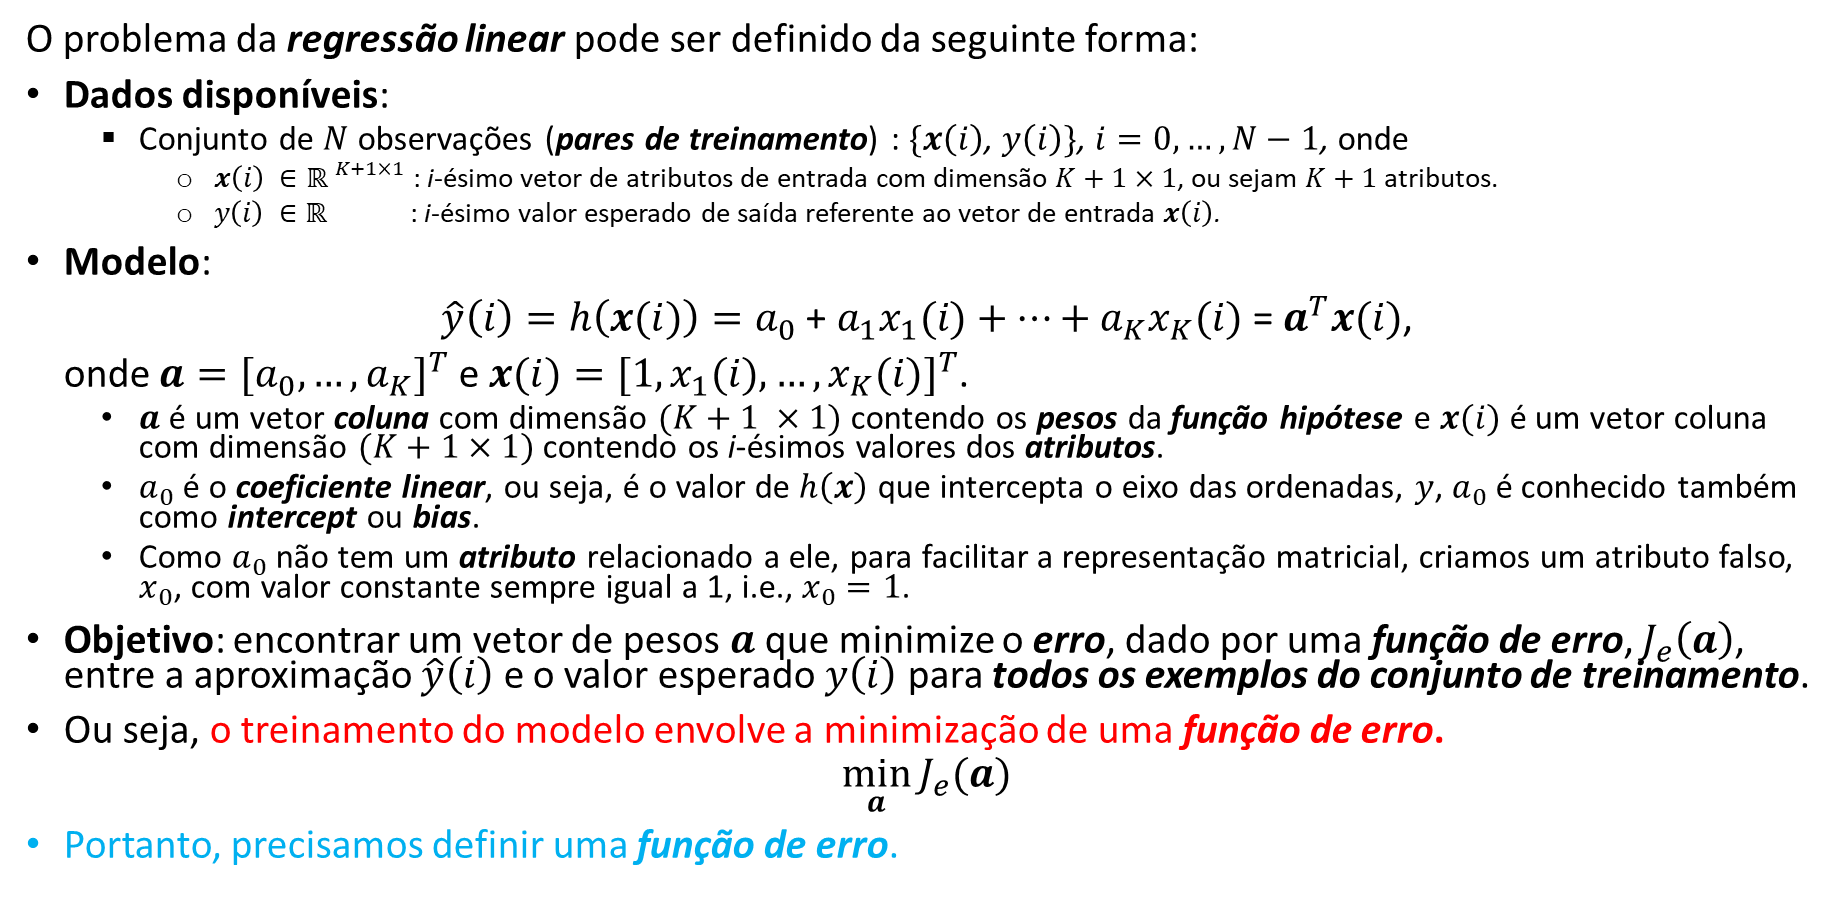 O problema da regressão linear pode ser definido da seguinte forma:
• Dados disponíveis:
▪ Conjunto de N observações (pares de treinamento) : {x(i), y(i)}, i = 0, … , N − 1, onde
○ x(i) ∈ ℝ^{K+1×1} : i-ésimo vetor de atributos de entrada com dimensão K + 1 × 1, ou sejam K + 1 atributos.
○ y(i) ∈ ℝ : i-ésimo valor esperado de saída referente ao vetor de entrada x(i).
• Modelo:
ŷ(i) = h(x(i)) = a₀ + a₁x₁(i) + ⋯ + a_K x_K(i) = aᵀx(i),
onde a = [a₀, … , a_K]ᵀ e x(i) = [1, x₁(i), … , x_K(i)]ᵀ.
• a é um vetor coluna com dimensão (K + 1 × 1) contendo os pesos da função hipótese e x(i) é um vetor coluna
com dimensão (K + 1 × 1) contendo os i-ésimos valores dos atributos.
• a₀ é o coeficiente linear, ou seja, é o valor de h(x) que intercepta o eixo das ordenadas, y, a₀ é conhecido também
como intercept ou bias.
• Como a₀ não tem um atributo relacionado a ele, para facilitar a representação matricial, criamos um atributo falso,
x₀, com valor constante sempre igual a 1, i.e., x₀ = 1.
• Objetivo: encontrar um vetor de pesos a que minimize o erro, dado por uma função de erro, Jₑ(a),
entre a aproximação ŷ(i) e o valor esperado y(i) para todos os exemplos do conjunto de treinamento.
• Ou seja, o treinamento do modelo envolve a minimização de uma função de erro.
min Jₑ(a)
a
• Portanto, precisamos definir uma função de erro.